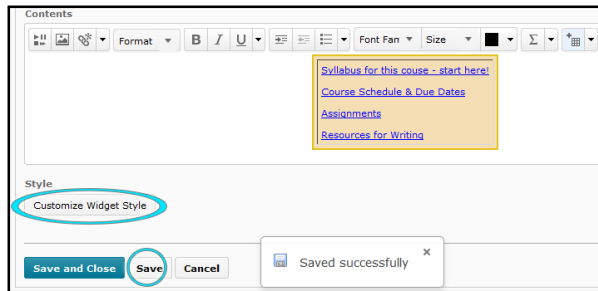 Contents
Format B I U Font Fan Size Σ
Syllabus for this couse - start here!
Course Schedule & Due Dates
Assignments
Resources for Writing
Style
Customize Widget Style
Save and Close Save Cancel Saved successfully ×